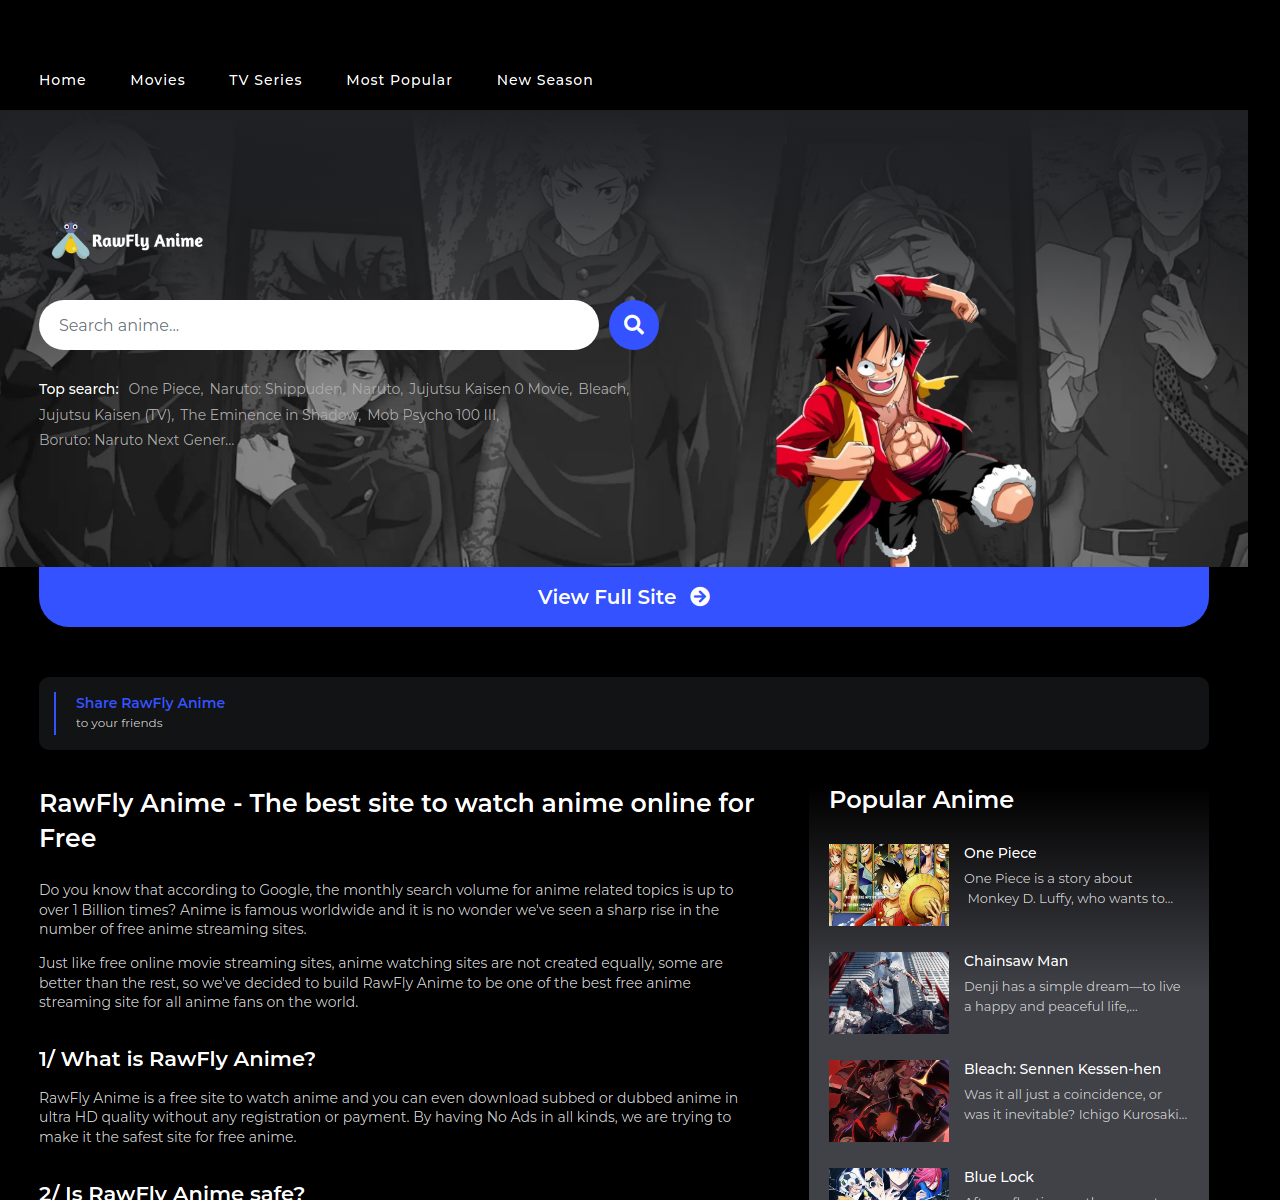 Home Movies TV Series Most Popular New Season
RawFly Anime
Search anime...
Top search: One Piece, Naruto: Shippuden, Naruto, Jujutsu Kaisen 0 Movie, Bleach,
Jujutsu Kaisen (TV), The Eminence in Shadow, Mob Psycho 100 III,
Boruto: Naruto Next Gener...
View Full Site
Share RawFly Anime
to your friends
RawFly Anime - The best site to watch anime online for
Free
Do you know that according to Google, the monthly search volume for anime related topics is up to
over 1 Billion times? Anime is famous worldwide and it is no wonder we've seen a sharp rise in the
number of free anime streaming sites.
Just like free online movie streaming sites, anime watching sites are not created equally, some are
better than the rest, so we've decided to build RawFly Anime to be one of the best free anime
streaming site for all anime fans on the world.
1/ What is RawFly Anime?
RawFly Anime is a free site to watch anime and you can even download subbed or dubbed anime in
ultra HD quality without any registration or payment. By having No Ads in all kinds, we are trying to
make it the safest site for free anime.
2/ Is RawFly Anime safe?
Popular Anime
One Piece
One Piece is a story about
Monkey D. Luffy, who wants to...
Chainsaw Man
Denji has a simple dream—to live
a happy and peaceful life,...
Bleach: Sennen Kessen-hen
Was it all just a coincidence, or
was it inevitable? Ichigo Kurosaki...
Blue Lock